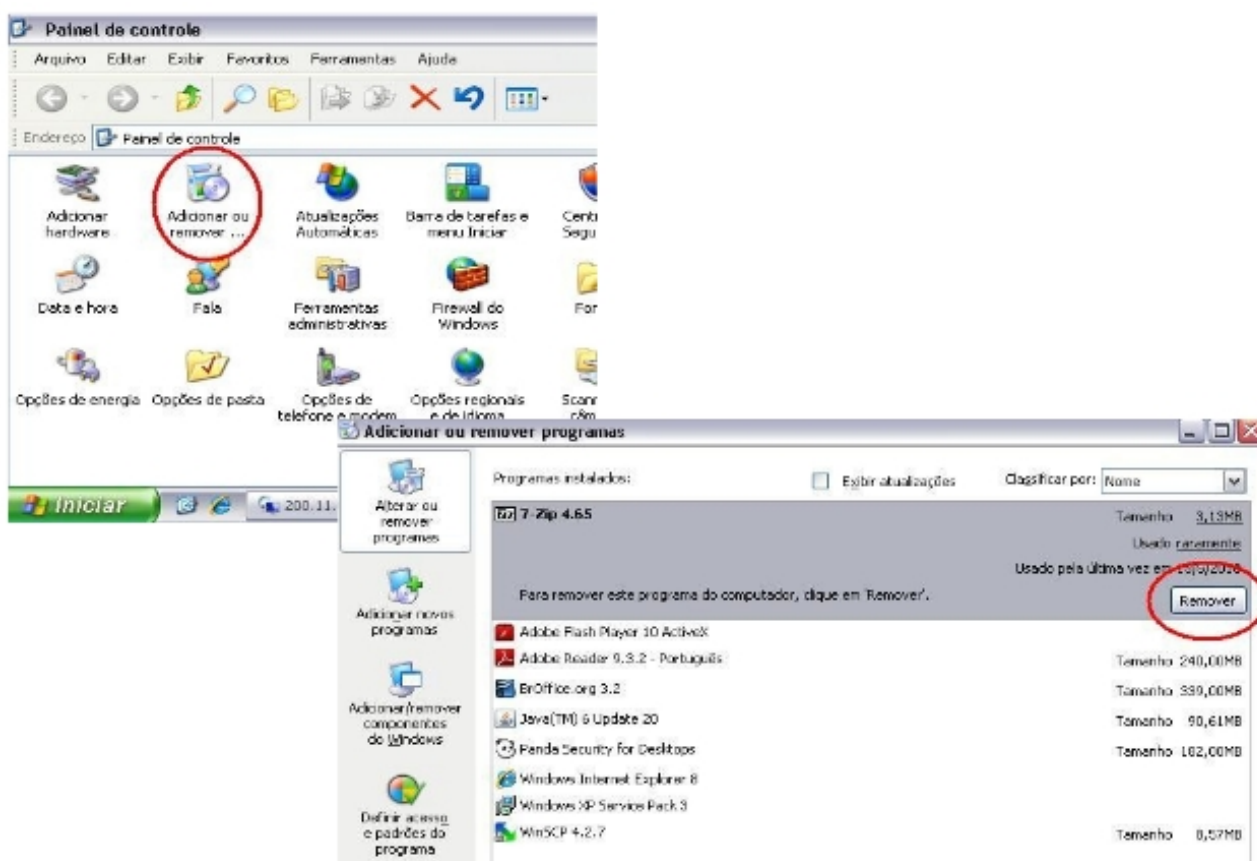 Painel de controle
Arquivo Editar Exibir Favoritos Ferramentas Ajuda
Endereço Painel de controle
Adicionar hardware
Adicionar ou remover ...
Atualizações Automáticas
Barra de tarefas e menu Iniciar
Centr
Segu
Data e hora
Fala
Ferramentas administrativas
Firewall do Windows
For
Opções de energia
Opções de pasta
Opções de telefone e modem
Opções regionais e de idioma
Scann
Iniciar
200.11.
Adicionar ou remover programas
Alterar ou remover programas
Adicionar novos programas
Adicionar/remover componentes do Windows
Definir acesso e padrões do programa
Programas instalados:
Exibir atualizações
Classificar por: Nome
7-Zip 4.65 Tamanho 3,13MB
Usado raramente
Usado pela última vez em
Para remover este programa do computador, clique em 'Remover'.
Remover
Adobe Flash Player 10 ActiveX
Adobe Reader 9.3.2 - Português Tamanho 240,00MB
BrOffice.org 3.2 Tamanho 339,00MB
Java(TM) 6 Update 20 Tamanho 90,61MB
Panda Security for Desktops Tamanho 182,00MB
Windows Internet Explorer 8
Windows XP Service Pack 3
WinSCP 4.2.7 Tamanho 8,57MB